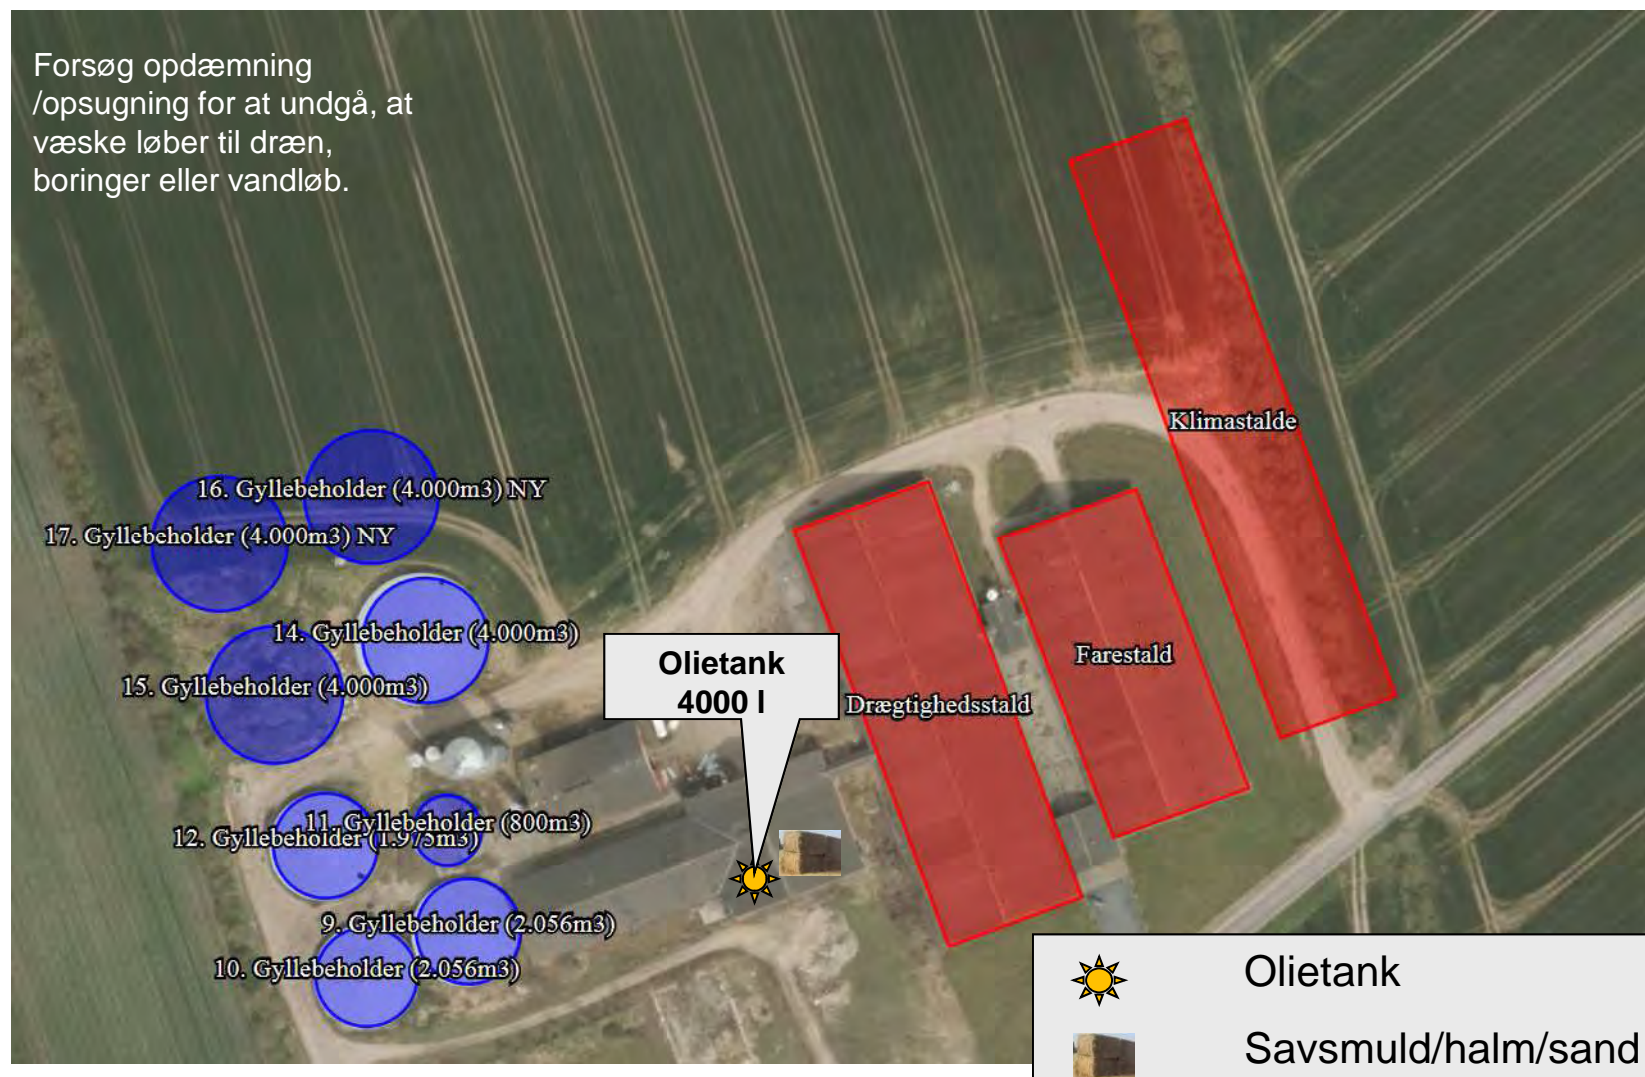 Forsøg opdæmning
/opsugning for at undgå, at
væske løber til dræn,
boringer eller vandløb.
Klimastalde
16. Gyllebeholder (4.000m3) NY
17. Gyllebeholder (4.000m3) NY
14. Gyllebeholder (4.000m3)
15. Gyllebeholder (4.000m3)
Olietank
4000 l
Farestald
Drægtighedsstald
11. Gyllebeholder (800m3)
12. Gyllebeholder (1.975m3)
9. Gyllebeholder (2.056m3)
10. Gyllebeholder (2.056m3)
Olietank
Savsmuld/halm/sand